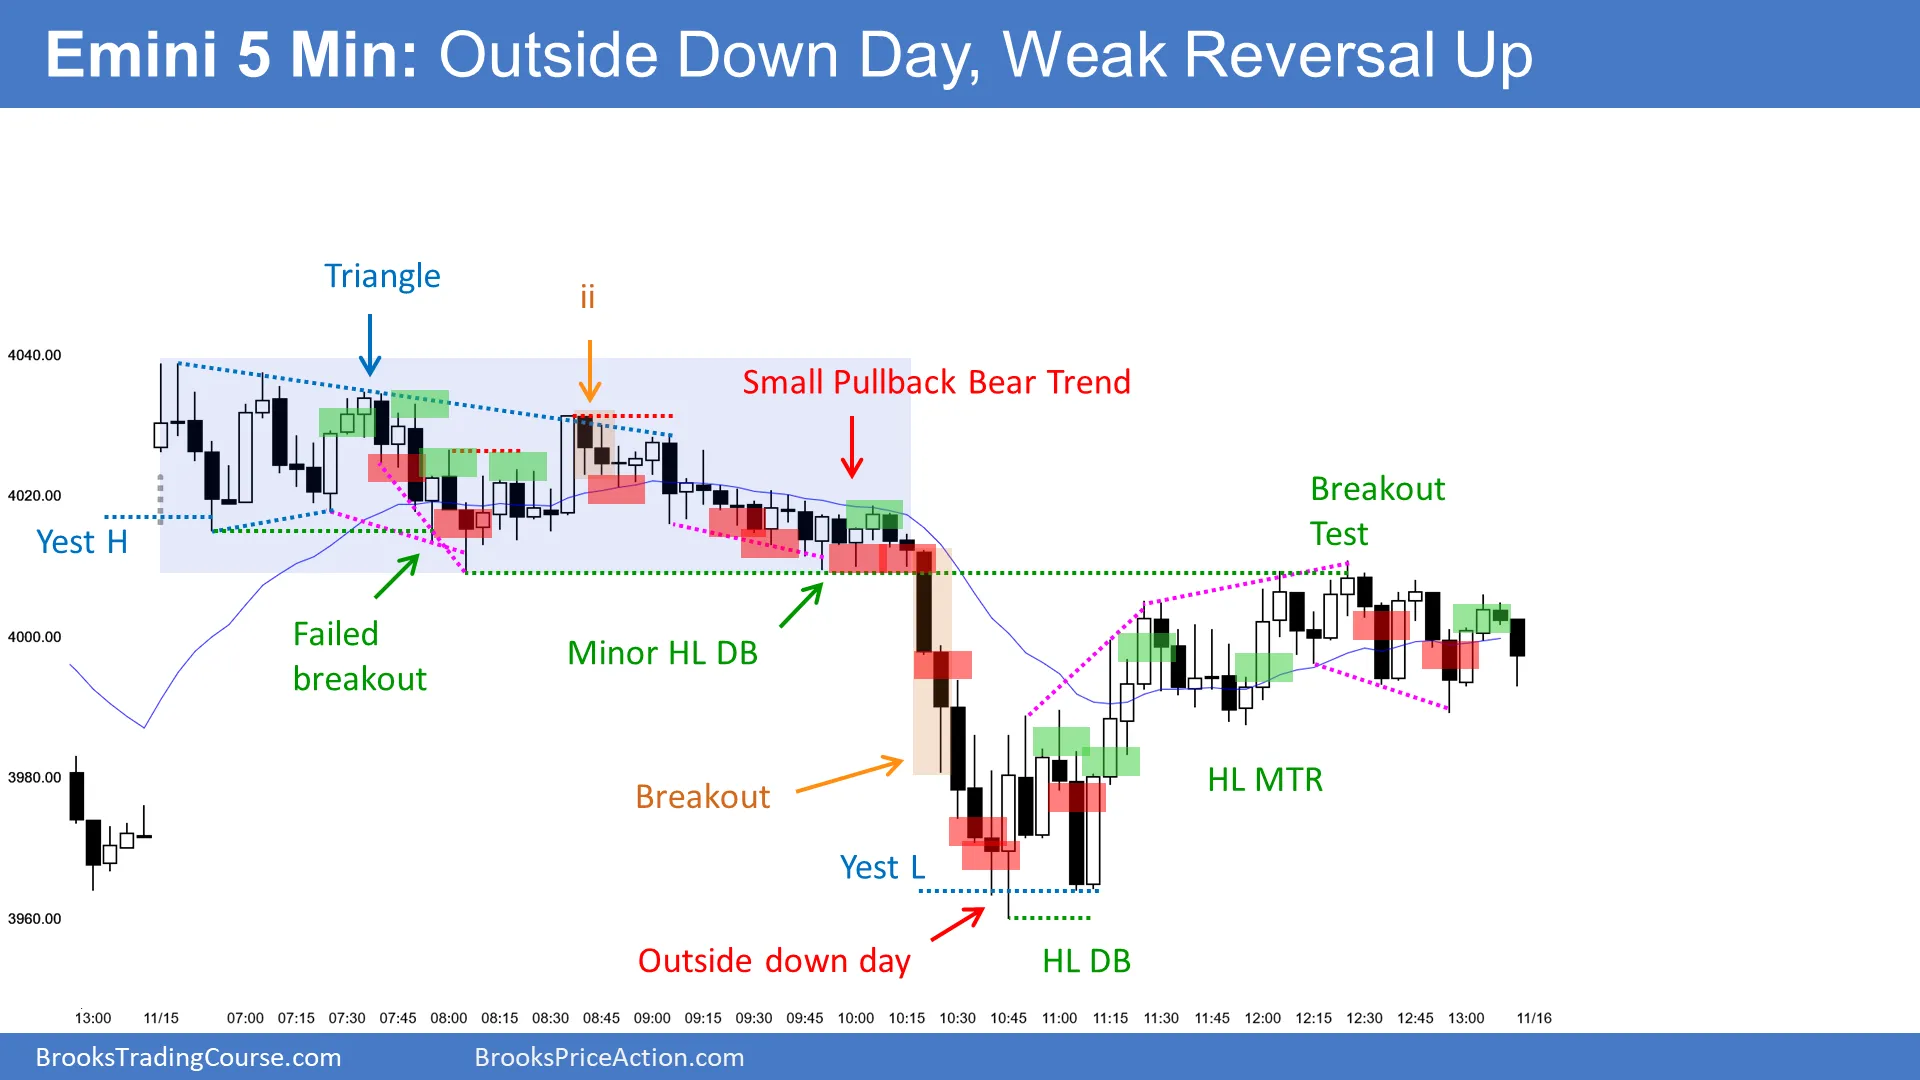 Emini 5 Min: Outside Down Day, Weak Reversal Up
Triangle
ii
4040.00
Small Pullback Bear Trend
4020.00
Breakout
Test
Yest H
4000.00
Failed
breakout
Minor HL DB
3980.00
HL MTR
Breakout
Yest L
3960.00
Outside down day
HL DB
13:00 11/15 07:00 07:15 07:30 07:45 08:00 08:15 08:30 08:45 09:00 09:15 09:30 09:45 10:00 10:15 10:30 10:45 11:00 11:15 11:30 11:45 12:00 12:15 12:30 12:45 13:00 11/16
BrooksTradingCourse.com BrooksPriceAction.com